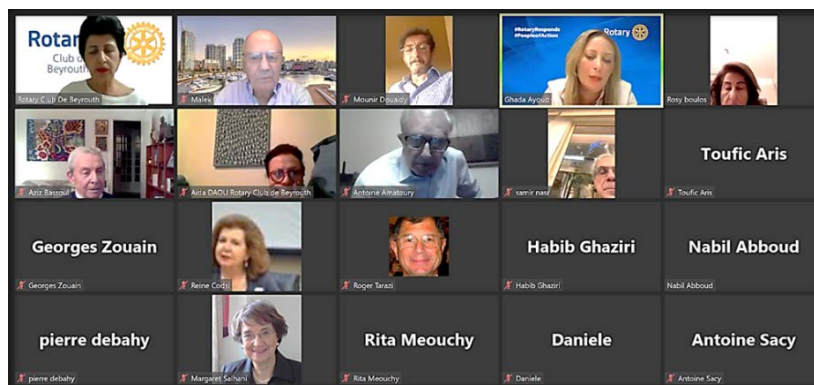 Rotary
Club de
Beyrouth
Rotary Club De Beyrouth
Malek
Mounir Douaidy
#RotaryResponds
#PeopleofAction
Rotary
Ghada Ayoub
Rosy boulos
Aziz Bassoul
Aida DAOU Rotary Club de Beyrouth
Antoine Amatoury
samir nasr
Toufic Aris
Toufic Aris
Georges Zouain
Georges Zouain
Reine Codsi
Roger Tarazi
Habib Ghaziri
Habib Ghaziri
Nabil Abboud
Nabil Abboud
pierre debahy
pierre debahy
Margaret Salhani
Rita Meouchy
Rita Meouchy
Daniele
Daniele
Antoine Sacy
Antoine Sacy